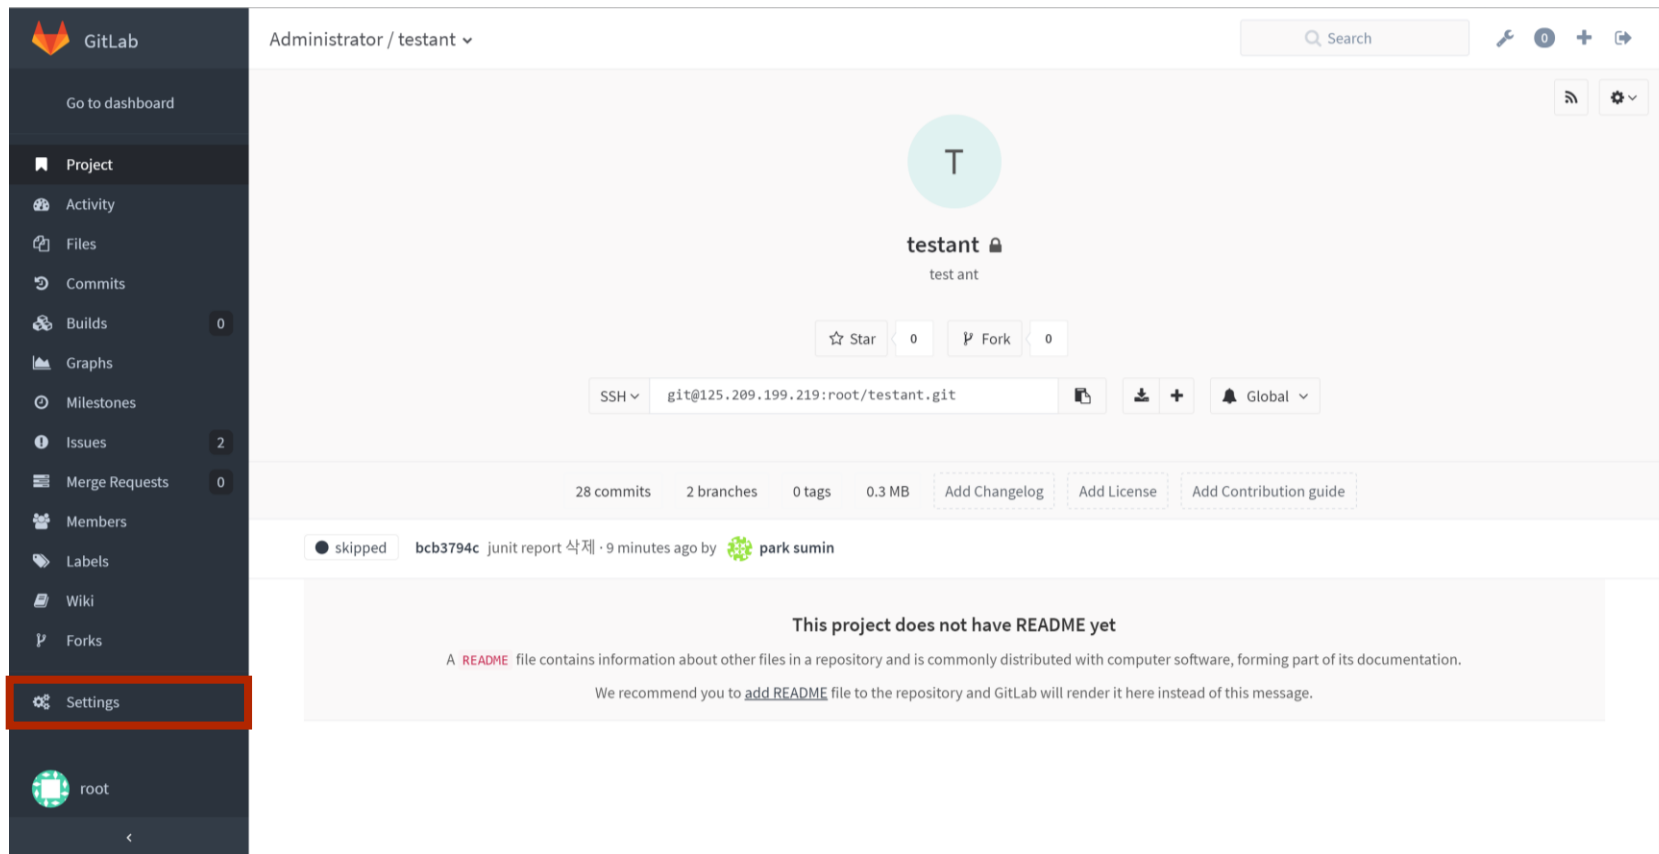 GitLab
Administrator / testant
Search
0
Go to dashboard
Project
Activity
Files
Commits
Builds 0
Graphs
Milestones
Issues 2
Merge Requests 0
Members
Labels
Wiki
Forks
Settings
root
T
testant
test ant
Star 0 Fork 0
SSH git@125.209.199.219:root/testant.git Global
28 commits 2 branches 0 tags 0.3 MB Add Changelog Add License Add Contribution guide
skipped bcb3794c junit report 삭제 · 9 minutes ago by park sumin
This project does not have README yet
A README file contains information about other files in a repository and is commonly distributed with computer software, forming part of its documentation.
We recommend you to add README file to the repository and GitLab will render it here instead of this message.